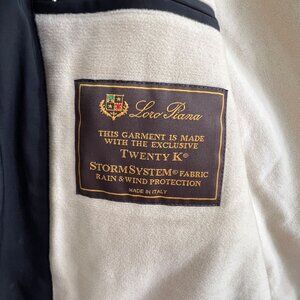 Loro Piana
THIS GARMENT IS MADE
WITH THE EXCLUSIVE
TWENTY K®
STORMSYSTEM® FABRIC
RAIN & WIND PROTECTION
MADE IN ITALY